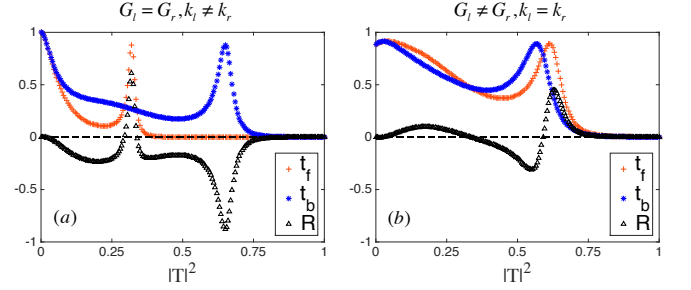 G_l = G_r, k_l ≠ k_r
1
0.5
0
-0.5
-1
0
0.25
0.5
0.75
1
(a)
t_f
t_b
R
|T|^2
G_l ≠ G_r, k_l = k_r
1
0.5
0
-0.5
-1
0
0.25
0.5
0.75
1
(b)
t_f
t_b
R
|T|^2